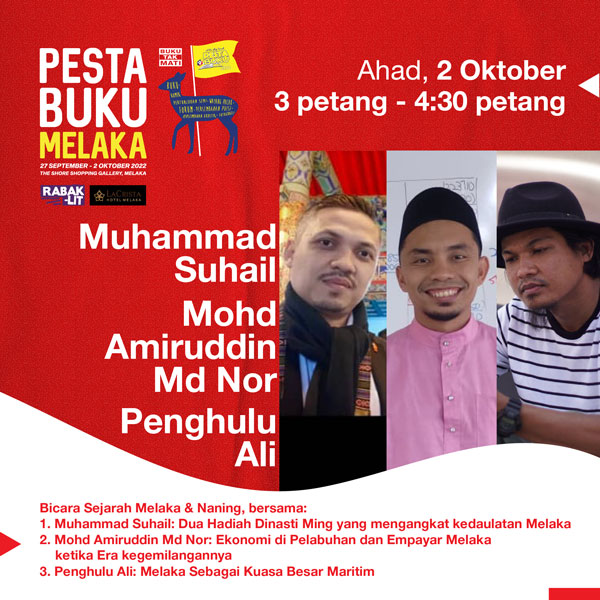 PESTA
BUKU
MELAKA
27 SEPTEMBER - 2 OKTOBER 2022
THE SHORE SHOPPING GALLERY, MELAKA
BUKU
TAK
MATI
PESTA
BUKU
RABAK
-LIT
LACRISTA
HOTEL MELAKA
Ahad, 2 Oktober
3 petang - 4:30 petang
Muhammad
Suhail
Mohd
Amiruddin
Md Nor
Penghulu
Ali
Bicara Sejarah Melaka & Naning, bersama:
1. Muhammad Suhail: Dua Hadiah Dinasti Ming yang mengangkat kedaulatan Melaka
2. Mohd Amiruddin Md Nor: Ekonomi di Pelabuhan dan Empayar Melaka
ketika Era kegemilangannya
3. Penghulu Ali: Melaka Sebagai Kuasa Besar Maritim